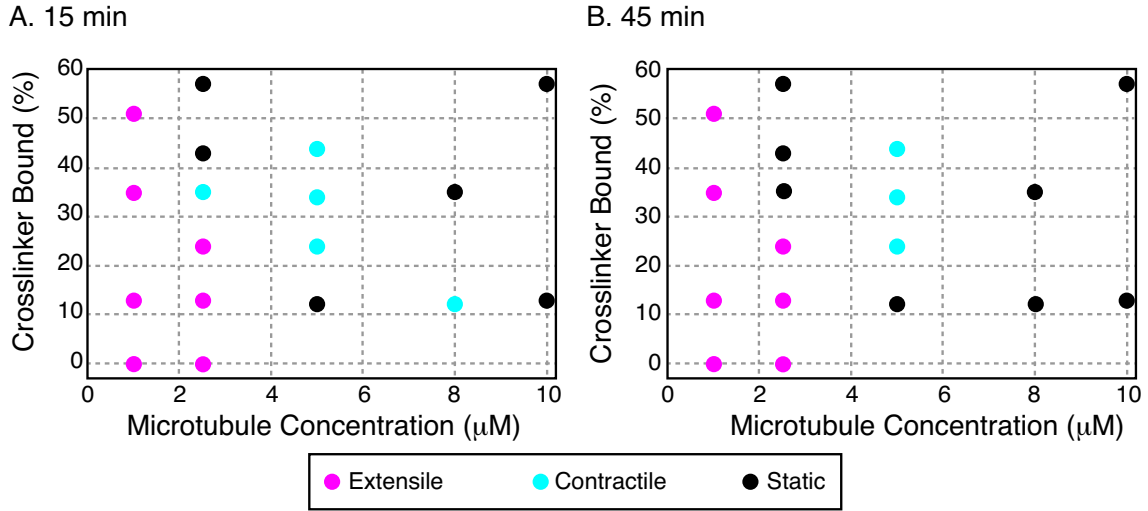 A. 15 min
B. 45 min
Crosslinker Bound (%)
60
50
40
30
20
10
0
0 2 4 6 8 10
Microtubule Concentration (μM)
Crosslinker Bound (%)
60
50
40
30
20
10
0
0 2 4 6 8 10
Microtubule Concentration (μM)
Extensile Contractile Static